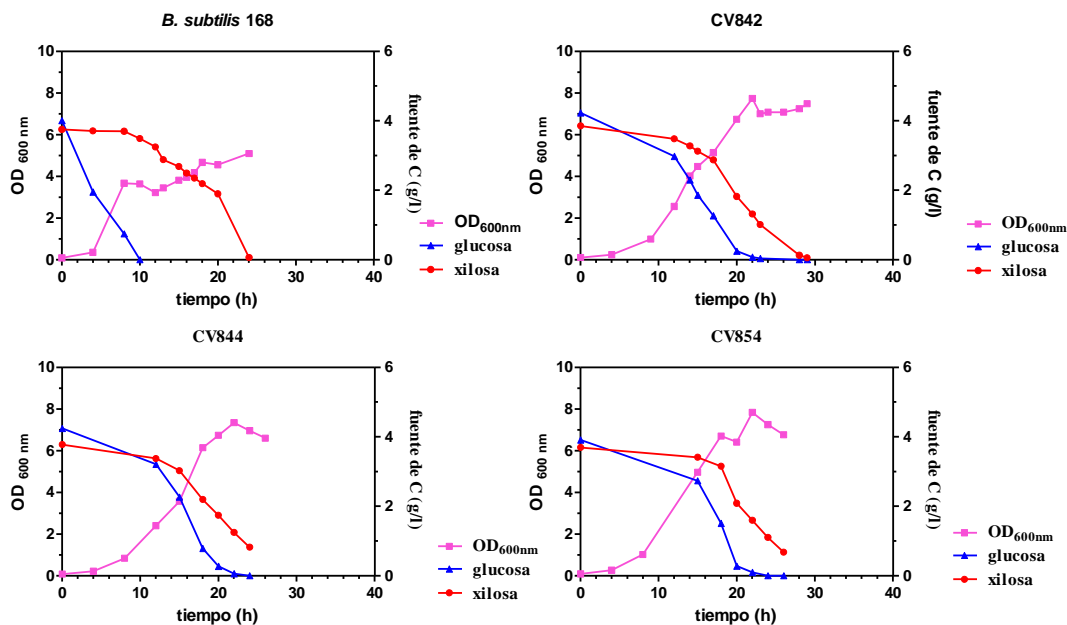 B. subtilis 168
OD 600 nm
10
8
6
4
2
0
6
4
2
0
fuente de C (g/l)
0 10 20 30 40
tiempo (h)
OD600nm
glucosa
xilosa
CV842
OD 600 nm
10
8
6
4
2
0
6
4
2
0
fuente de C (g/l)
0 10 20 30 40
tiempo (h)
OD600nm
glucosa
xilosa
CV844
OD 600 nm
10
8
6
4
2
0
6
4
2
0
fuente de C (g/l)
0 10 20 30 40
tiempo (h)
OD600nm
glucosa
xilosa
CV854
OD 600 nm
10
8
6
4
2
0
6
4
2
0
fuente de C (g/l)
0 10 20 30 40
tiempo (h)
OD600nm
glucosa
xilosa